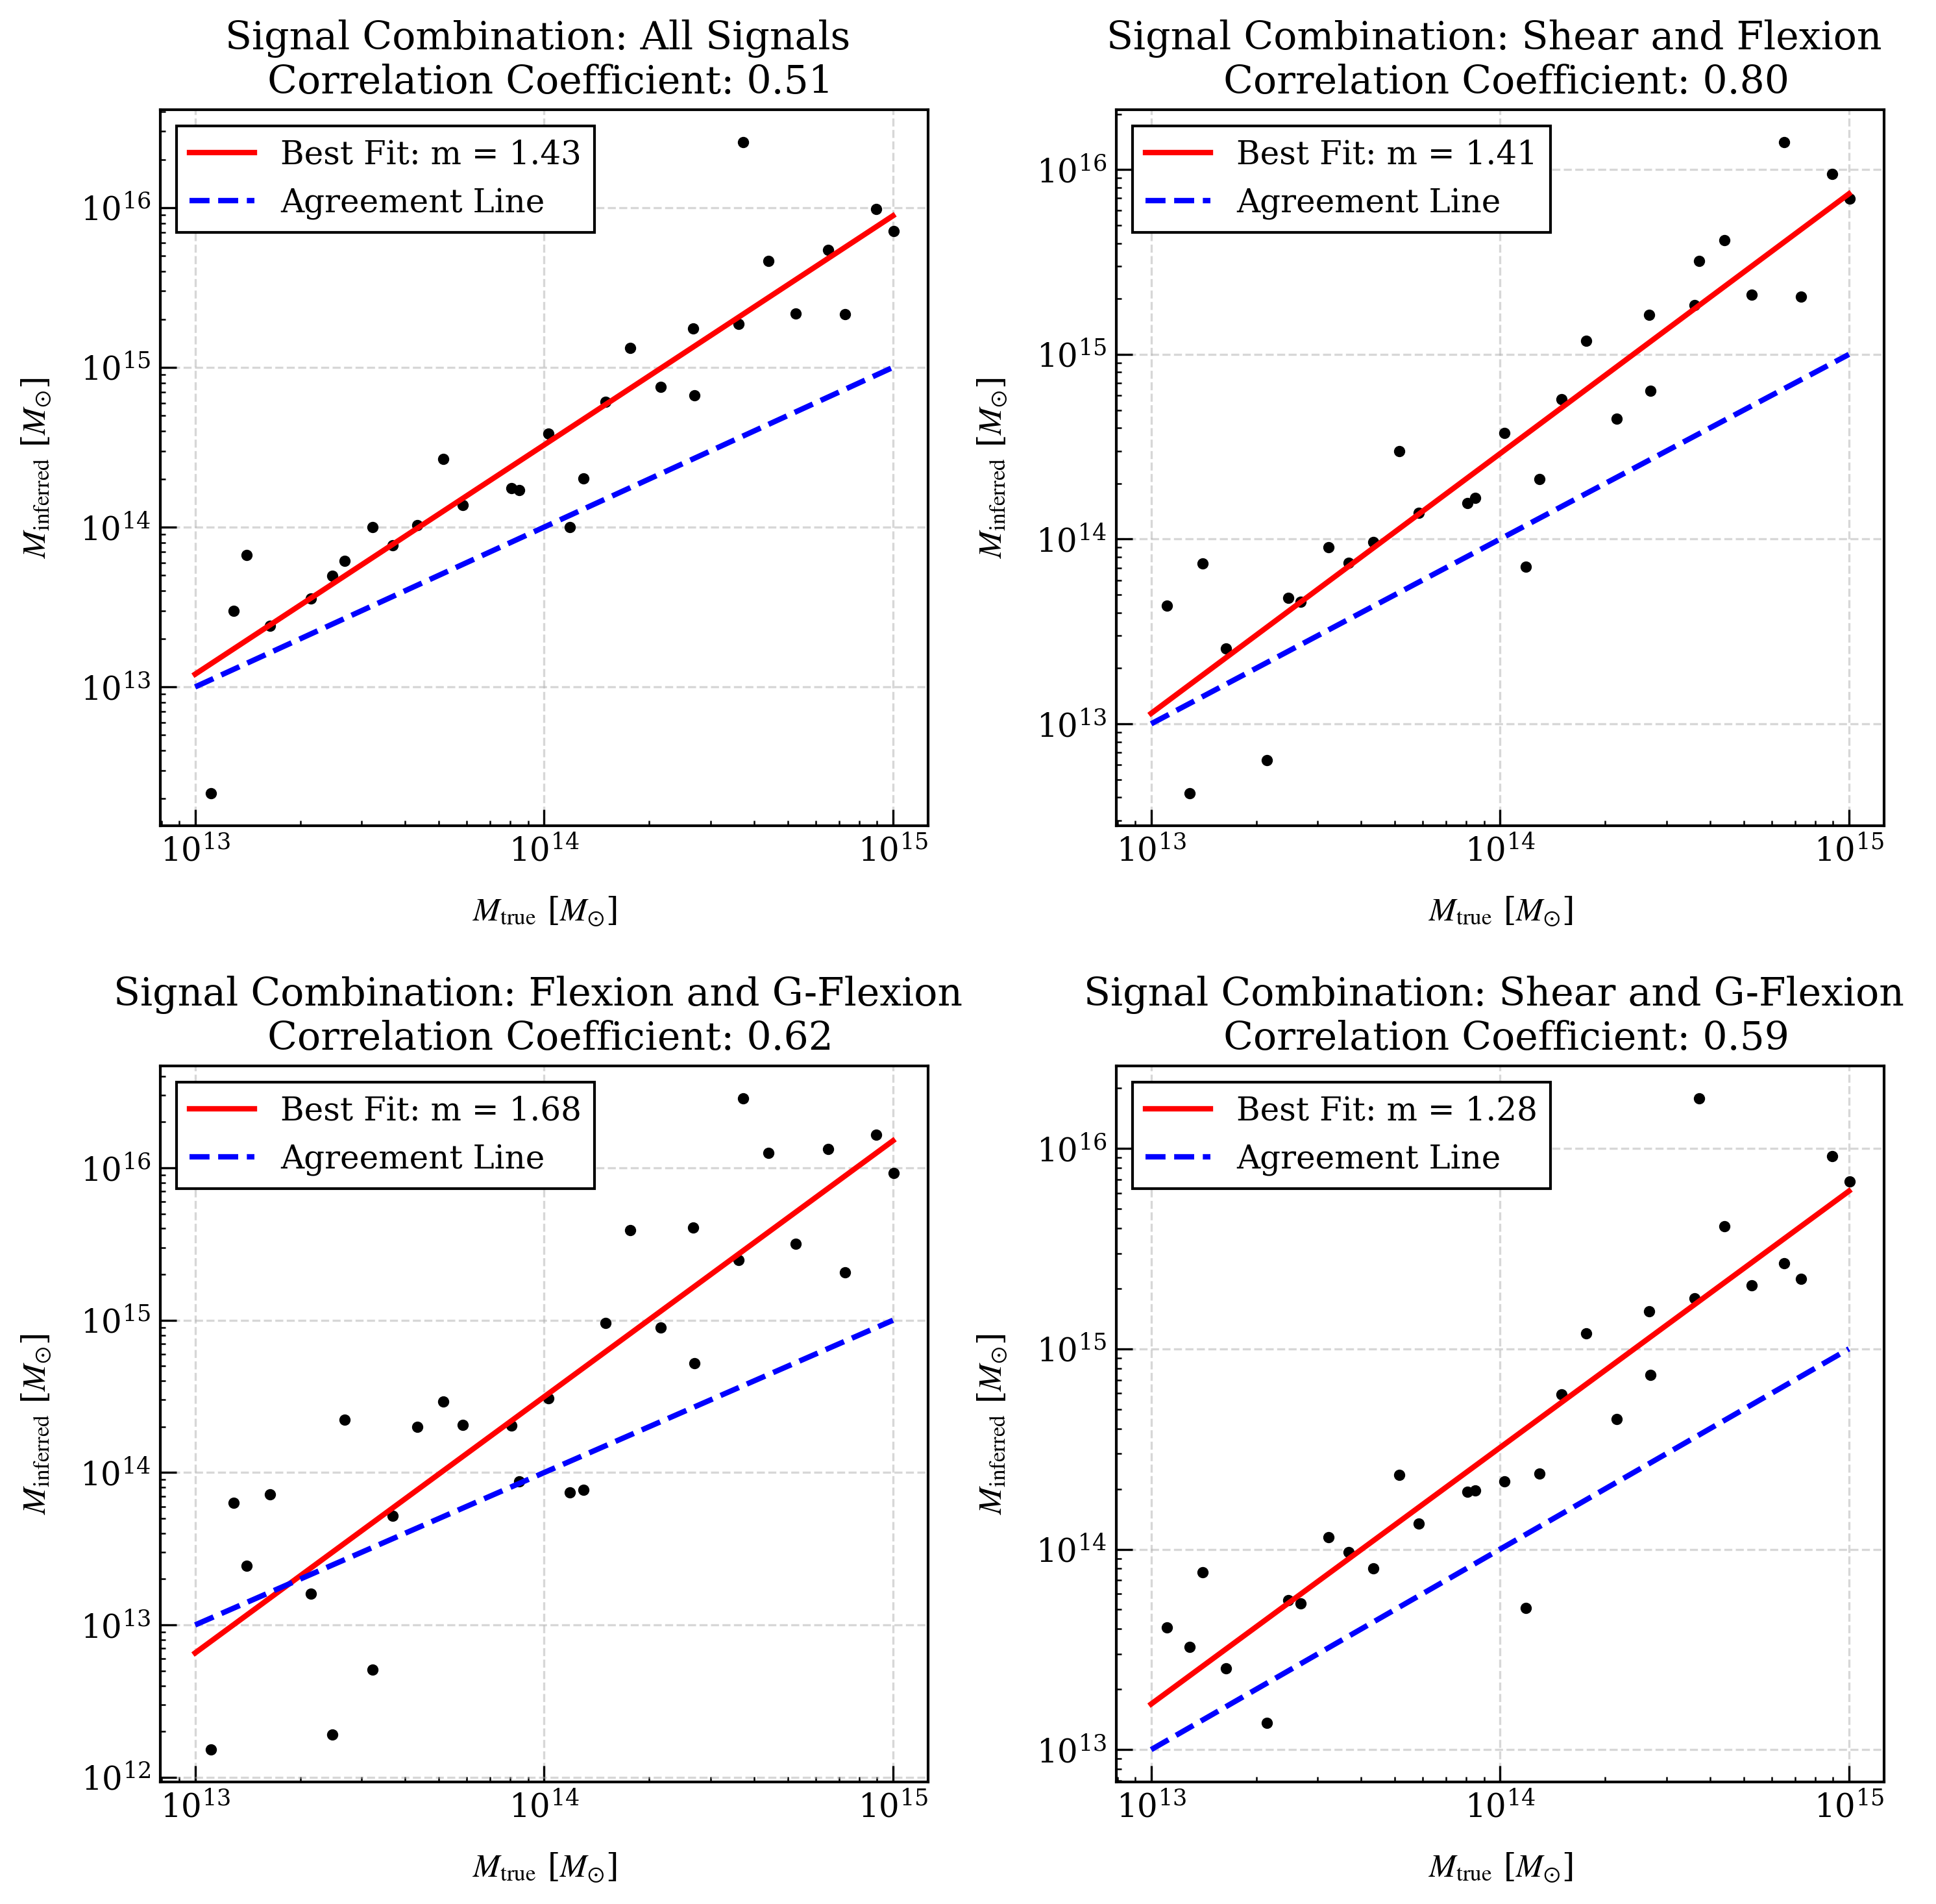 Signal Combination: All Signals
Correlation Coefficient: 0.51
Best Fit: m = 1.43
Agreement Line
10^16
10^15
10^14
10^13
M_inferred [M_⊙]
10^13 10^14 10^15
M_true [M_⊙]
Signal Combination: Shear and Flexion
Correlation Coefficient: 0.80
Best Fit: m = 1.41
Agreement Line
10^16
10^15
10^14
10^13
M_inferred [M_⊙]
10^13 10^14 10^15
M_true [M_⊙]
Signal Combination: Flexion and G-Flexion
Correlation Coefficient: 0.62
Best Fit: m = 1.68
Agreement Line
10^16
10^15
10^14
10^13
10^12
M_inferred [M_⊙]
10^13 10^14 10^15
M_true [M_⊙]
Signal Combination: Shear and G-Flexion
Correlation Coefficient: 0.59
Best Fit: m = 1.28
Agreement Line
10^16
10^15
10^14
10^13
M_inferred [M_⊙]
10^13 10^14 10^15
M_true [M_⊙]